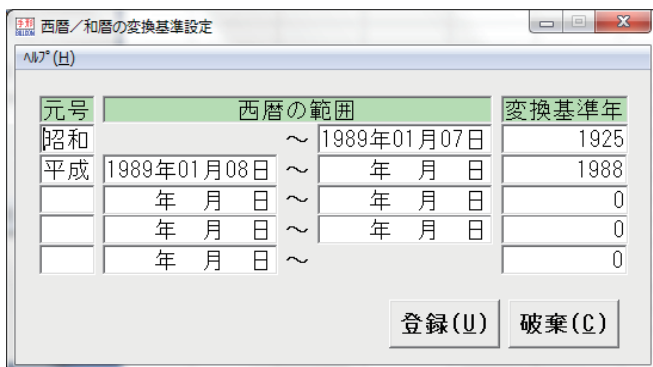 手形 西暦／和暦の変換基準設定
ﾍﾙﾌﾟ(H)
元号 西暦の範囲 変換基準年
昭和 ～ 1989年01月07日 1925
平成 1989年01月08日 ～ 年 月 日 1988
年 月 日 ～ 年 月 日 0
年 月 日 ～ 年 月 日 0
年 月 日 ～ 0
登録(U) 破棄(C)